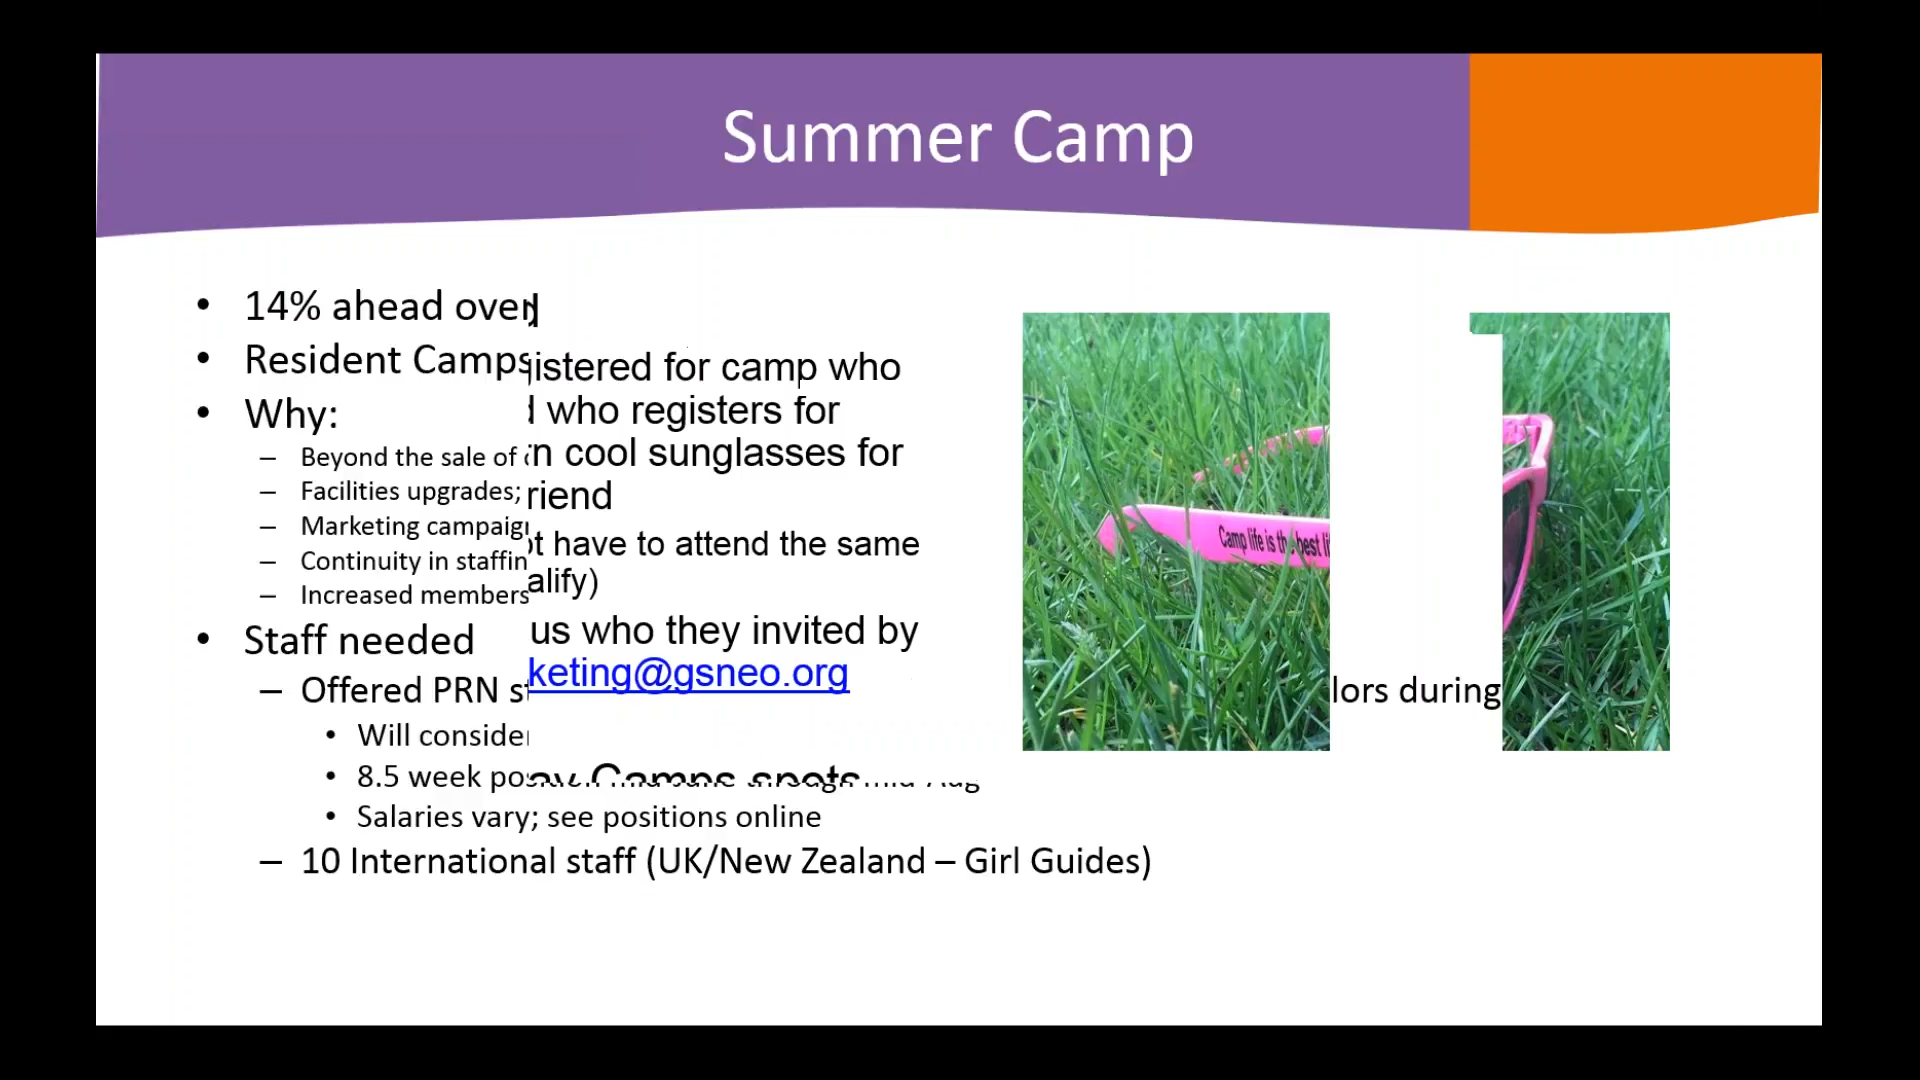 Summer Camp
• 14% ahead over
• Resident Camps
istered for camp who
• Why:
who registers for
– Beyond the sale of
n cool sunglasses for
– Facilities upgrades;
riend
– Marketing campaig
– Continuity in staffin
t have to attend the same
– Increased members
alify)
• Staff needed
us who they invited by
keting@gsneo.org
– Offered PRN
lors during
• Will conside
• 8.5 week
ay Camps spots
• Salaries vary; see positions online
– 10 International staff (UK/New Zealand – Girl Guides)
Camp life is the best li